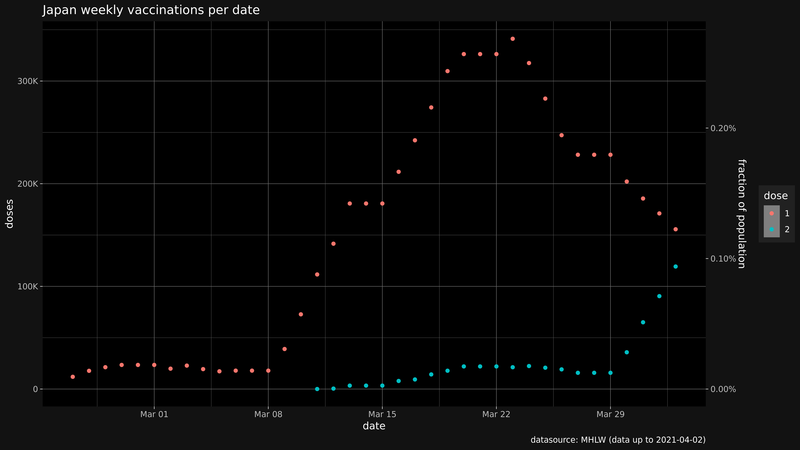 Japan weekly vaccinations per date
300K
200K
100K
0
doses
0.20%
0.10%
0.00%
fraction of population
dose
1
2
Mar 01
Mar 08
Mar 15
Mar 22
Mar 29
date
datasource: MHLW (data up to 2021-04-02)